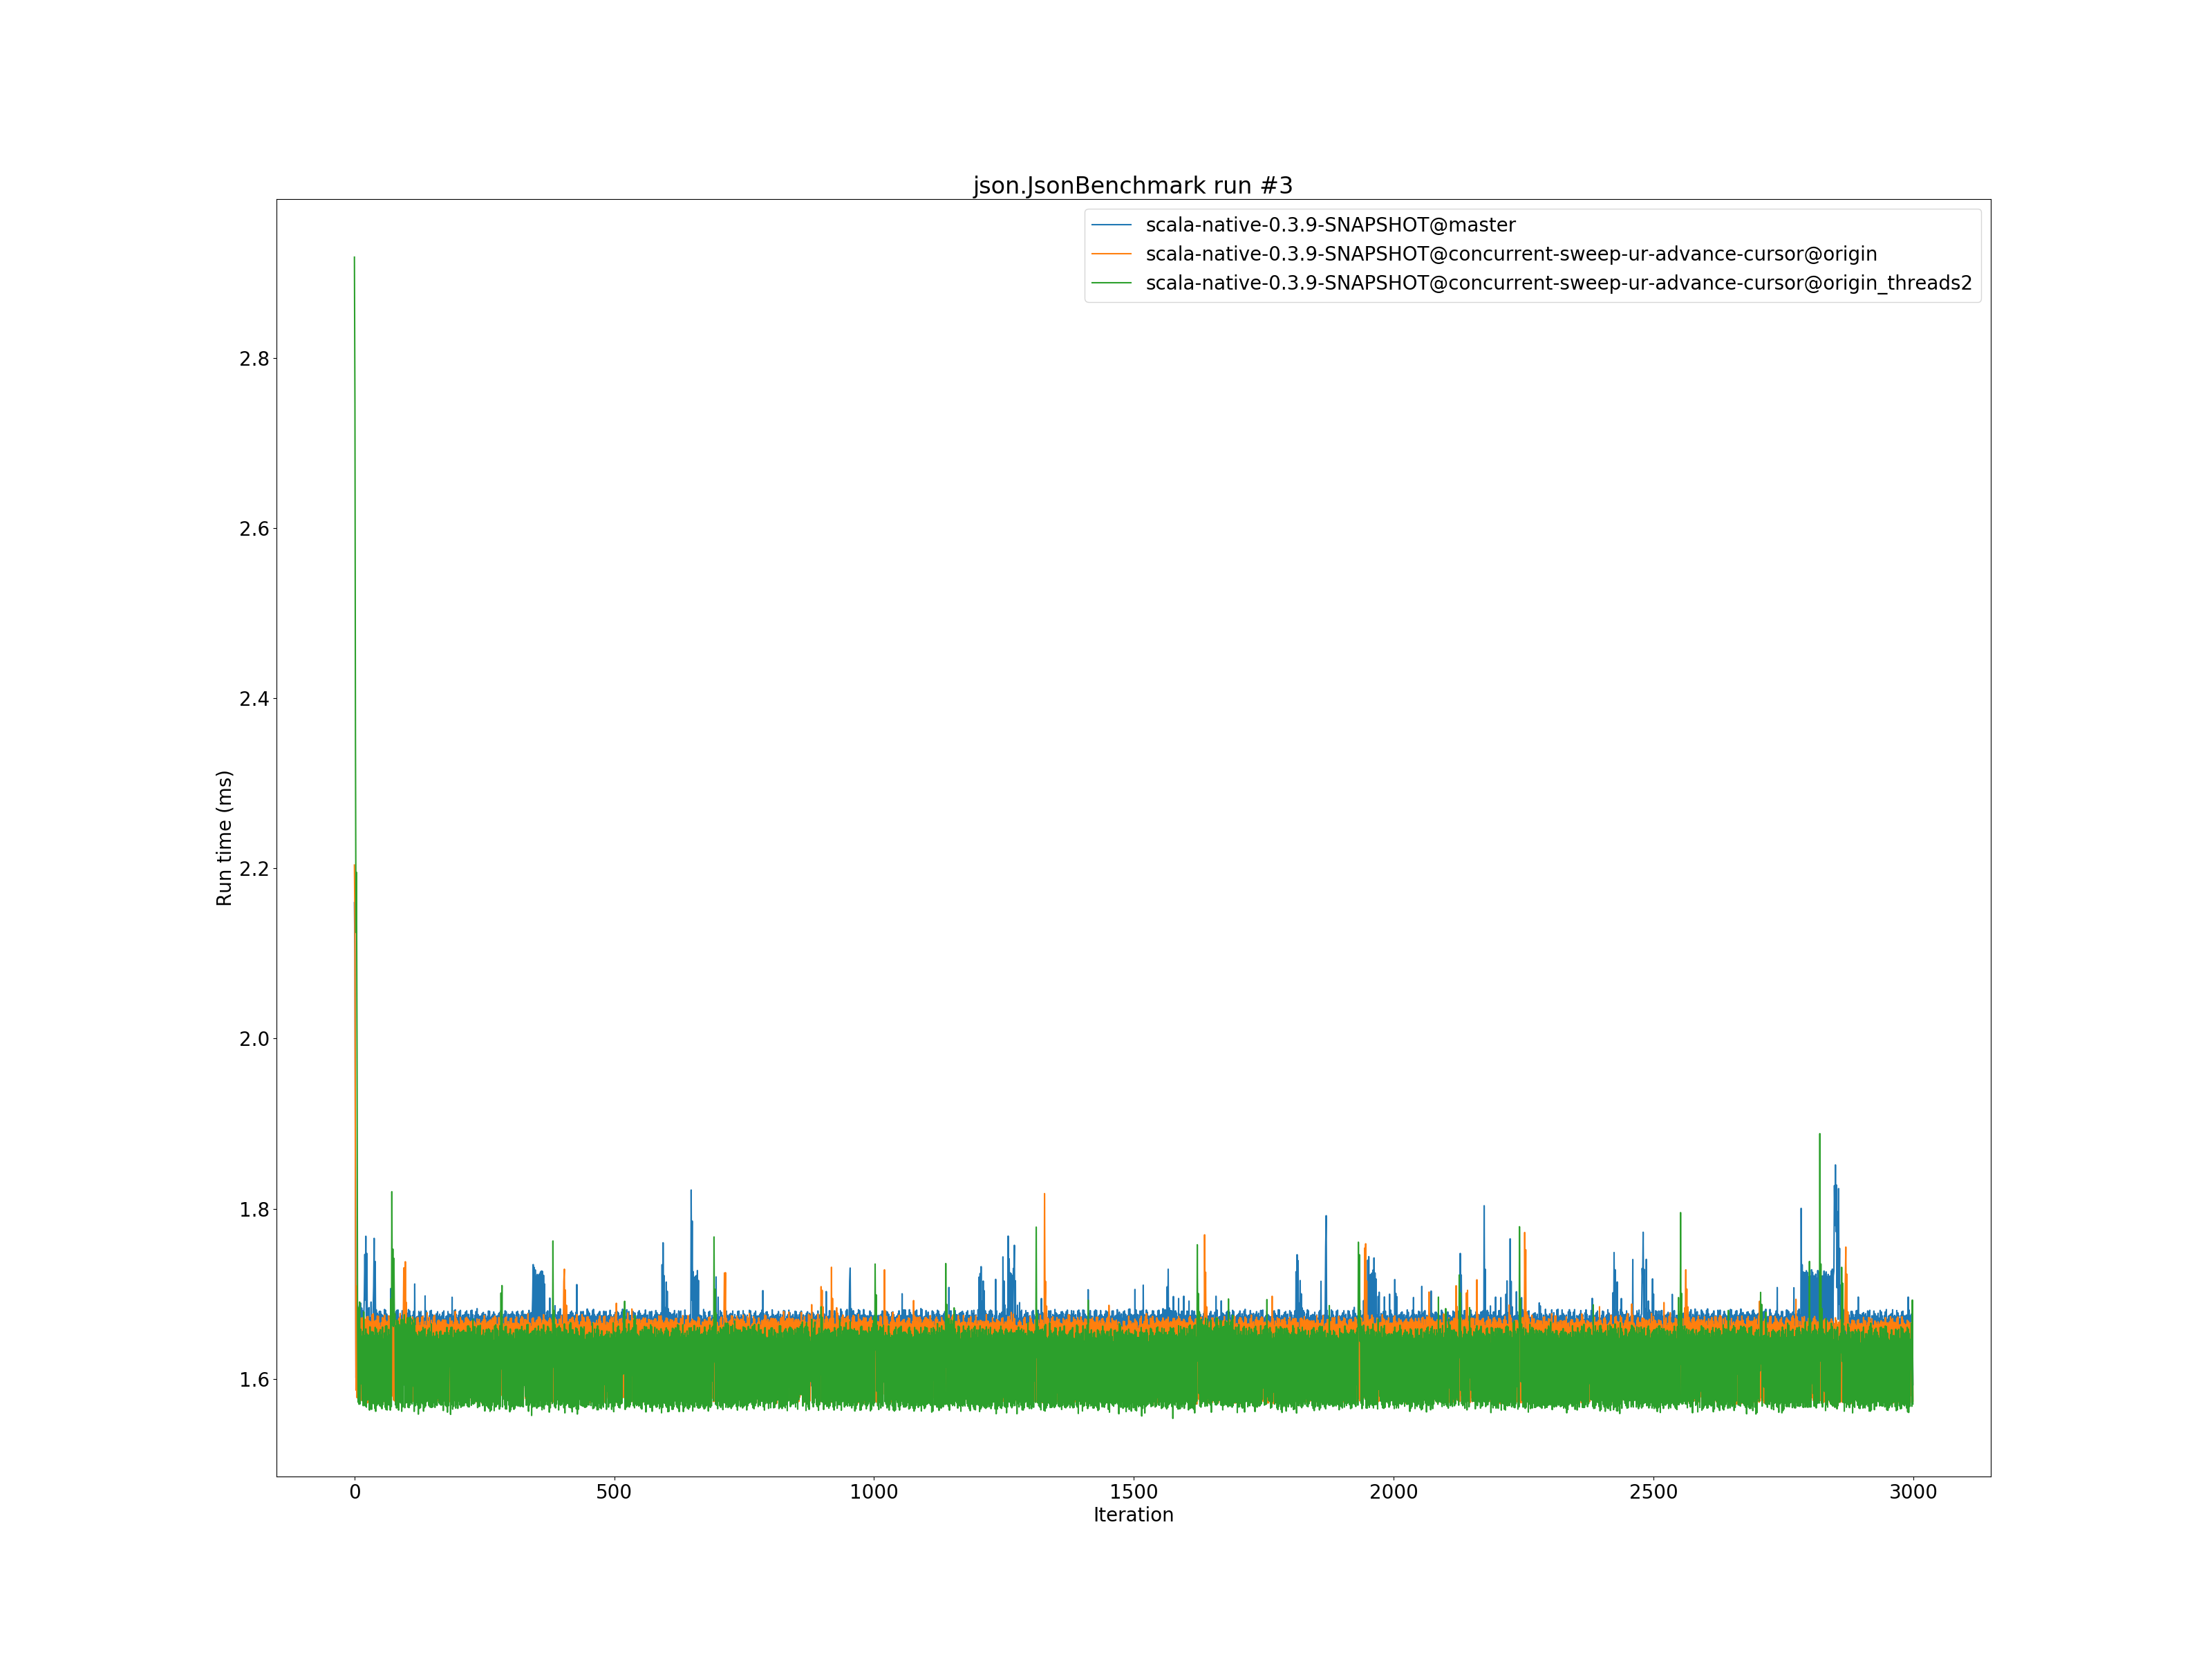 json.JsonBenchmark run #3
scala-native-0.3.9-SNAPSHOT@master
scala-native-0.3.9-SNAPSHOT@concurrent-sweep-ur-advance-cursor@origin
scala-native-0.3.9-SNAPSHOT@concurrent-sweep-ur-advance-cursor@origin_threads2
2.8
2.6
2.4
2.2
2.0
1.8
1.6
Run time (ms)
0 500 1000 1500 2000 2500 3000
Iteration